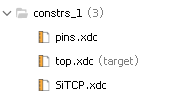 constrs_1 (3)
pins.xdc
top.xdc (target)
SiTCP.xdc